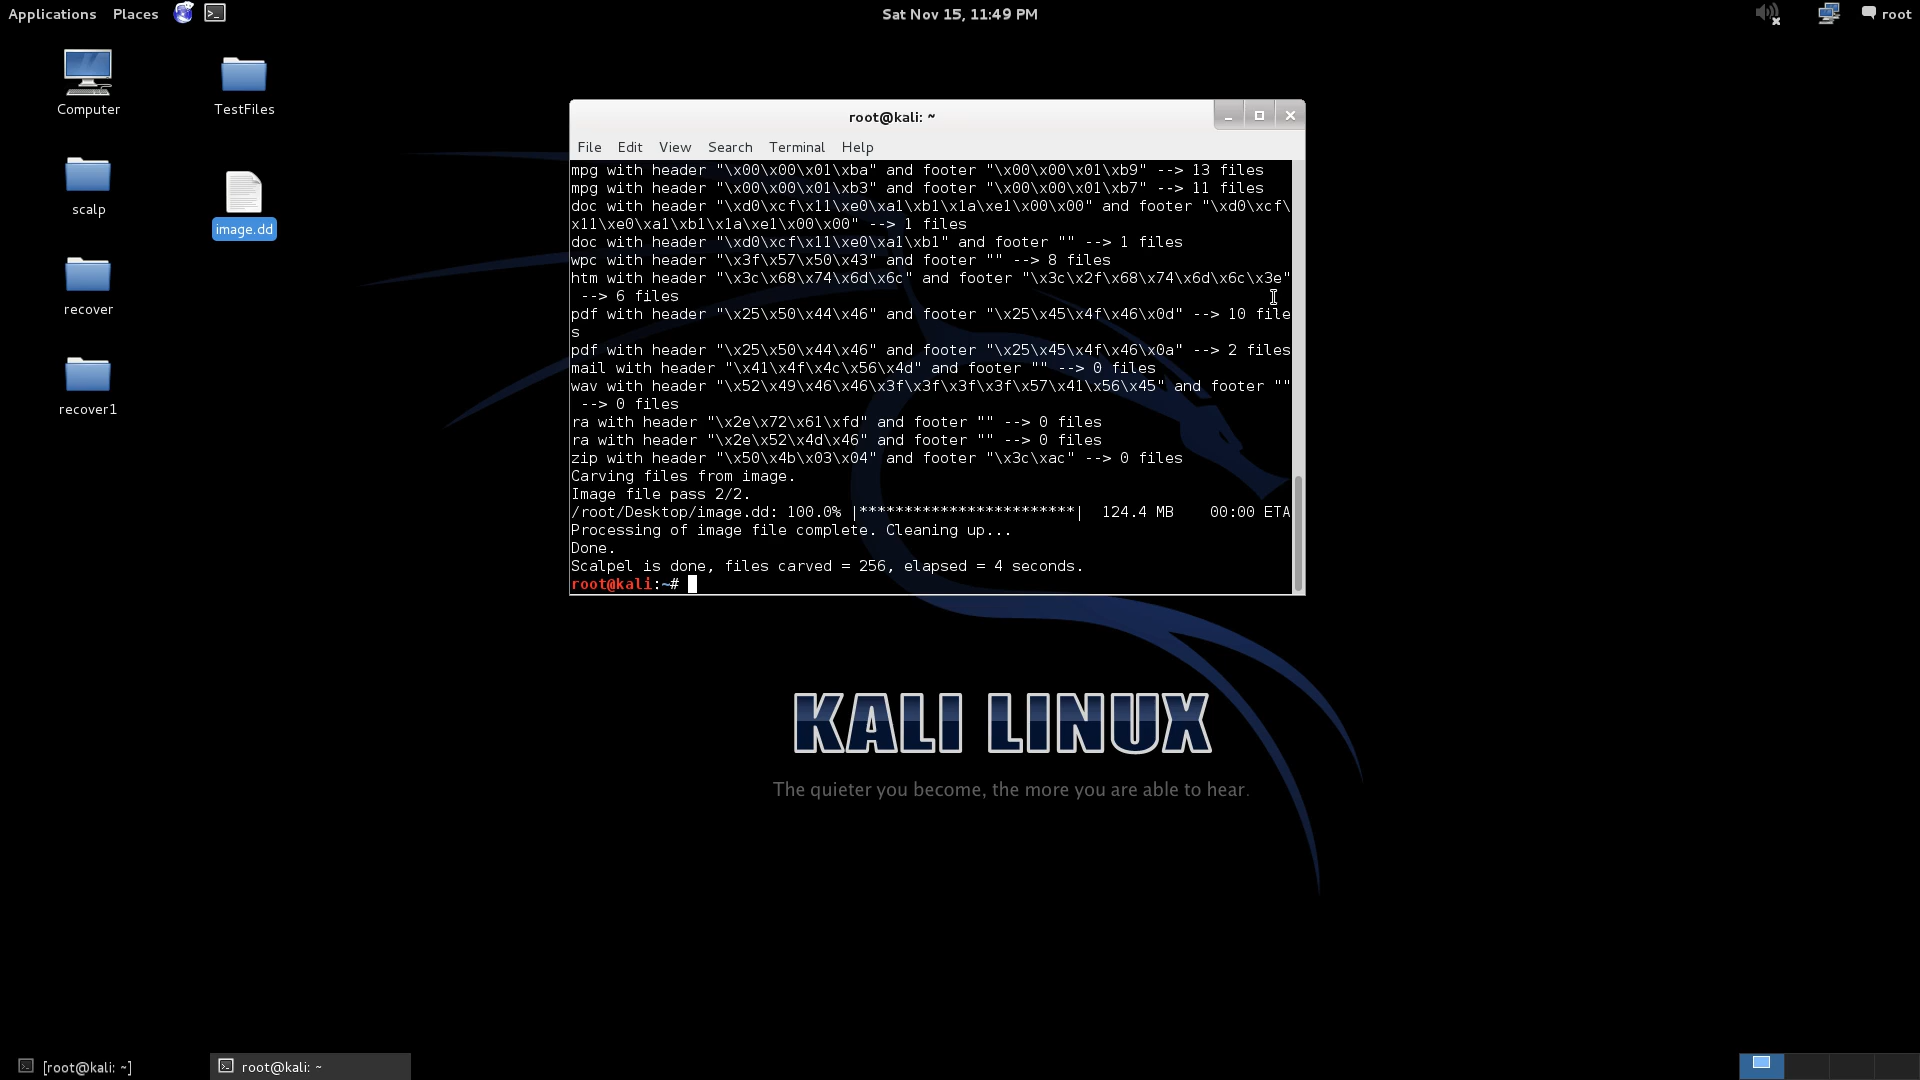 Applications Places Sat Nov 15, 11:49 PM root
Computer
TestFiles
scalp
image.dd
recover
recover1
root@kali: ~
File Edit View Search Terminal Help
mpg with header "\x00\x00\x01\xba" and footer "\x00\x00\x01\xb9" --> 13 files
mpg with header "\x00\x00\x01\xb3" and footer "\x00\x00\x01\xb7" --> 11 files
doc with header "\xd0\xcf\x11\xe0\xa1\xb1\x1a\xe1\x00\x00" and footer "\xd0\xcf\
x11\xe0\xa1\xb1\x1a\xe1\x00\x00" --> 1 files
doc with header "\xd0\xcf\x11\xe0\xa1\xb1" and footer "" --> 1 files
wpc with header "\x3f\x57\x50\x43" and footer "" --> 8 files
htm with header "\x3c\x68\x74\x6d\x6c" and footer "\x3c\x2f\x68\x74\x6d\x6c\x3e"
--> 6 files
pdf with header "\x25\x50\x44\x46" and footer "\x25\x45\x4f\x46\x0d" --> 10 file
s
pdf with header "\x25\x50\x44\x46" and footer "\x25\x45\x4f\x46\x0a" --> 2 files
mail with header "\x41\x4f\x4c\x56\x4d" and footer "" --> 0 files
wav with header "\x52\x49\x46\x46\x3f\x3f\x3f\x3f\x57\x41\x56\x45" and footer ""
--> 0 files
ra with header "\x2e\x72\x61\xfd" and footer "" --> 0 files
ra with header "\x2e\x52\x4d\x46" and footer "" --> 0 files
zip with header "\x50\x4b\x03\x04" and footer "\x3c\xac" --> 0 files
Carving files from image.
Image file pass 2/2.
/root/Desktop/image.dd: 100.0% |************************| 124.4 MB 00:00 ETA
Processing of image file complete. Cleaning up...
Done.
Scalpel is done, files carved = 256, elapsed = 4 seconds.
root@kali:~#
KALI LINUX
The quieter you become, the more you are able to hear.
[root@kali: ~] root@kali: ~